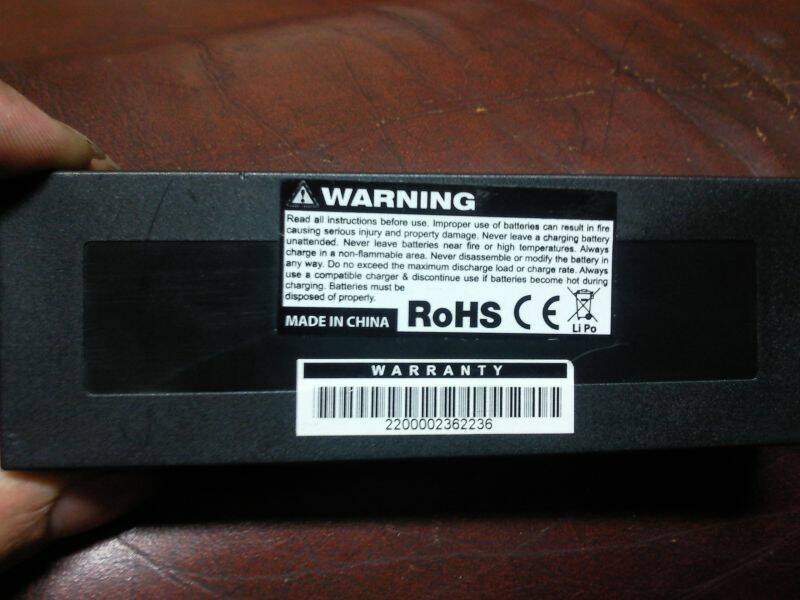 WARNING
Read all instructions before use. Improper use of batteries can result in fire
causing serious injury and property damage. Never leave a charging battery
unattended. Never leave batteries near fire or high temperatures. Always
charge in a non-flammable area. Never disassemble or modify the battery in
any way. Do no exceed the maximum discharge load or charge rate. Always
use a compatible charger & discontinue use if batteries become hot during
charging. Batteries must be
disposed of properly.
MADE IN CHINA RoHS CE Li Po
WARRANTY
2200002362236